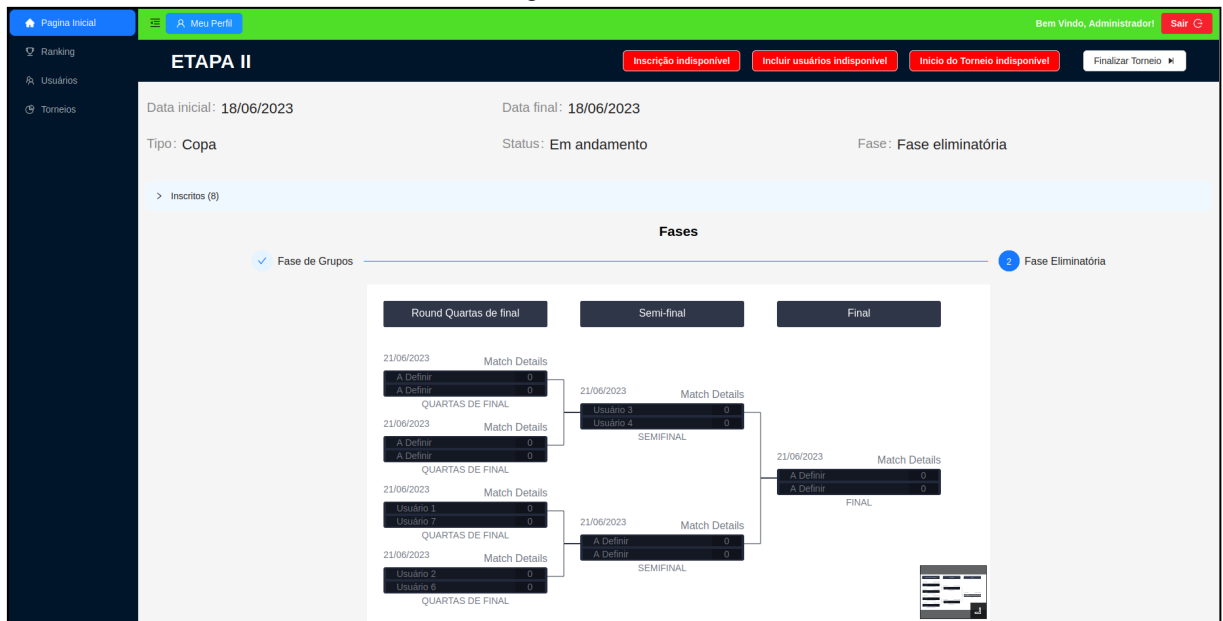 Pagina Inicial
Meu Perfil
Bem Vindo, Administrador!
Sair
Ranking
Usuários
Torneios
ETAPA II
Inscrição indisponível
Incluir usuários indisponível
Inicio do Torneio indisponível
Finalizar Torneio
Data inicial: 18/06/2023
Data final: 18/06/2023
Tipo: Copa
Status: Em andamento
Fase: Fase eliminatória
Inscritos (8)
Fases
Fase de Grupos
2 Fase Eliminatória
Round Quartas de final
Semi-final
Final
21/06/2023 Match Details
A Definir 0
A Definir 0
QUARTAS DE FINAL
21/06/2023 Match Details
A Definir 0
A Definir 0
QUARTAS DE FINAL
21/06/2023 Match Details
Usuário 1 0
Usuário 7 0
QUARTAS DE FINAL
21/06/2023 Match Details
Usuário 2 0
Usuário 6 0
QUARTAS DE FINAL
21/06/2023 Match Details
Usuário 3 0
Usuário 4 0
SEMIFINAL
21/06/2023 Match Details
A Definir 0
A Definir 0
SEMIFINAL
21/06/2023 Match Details
A Definir 0
A Definir 0
FINAL